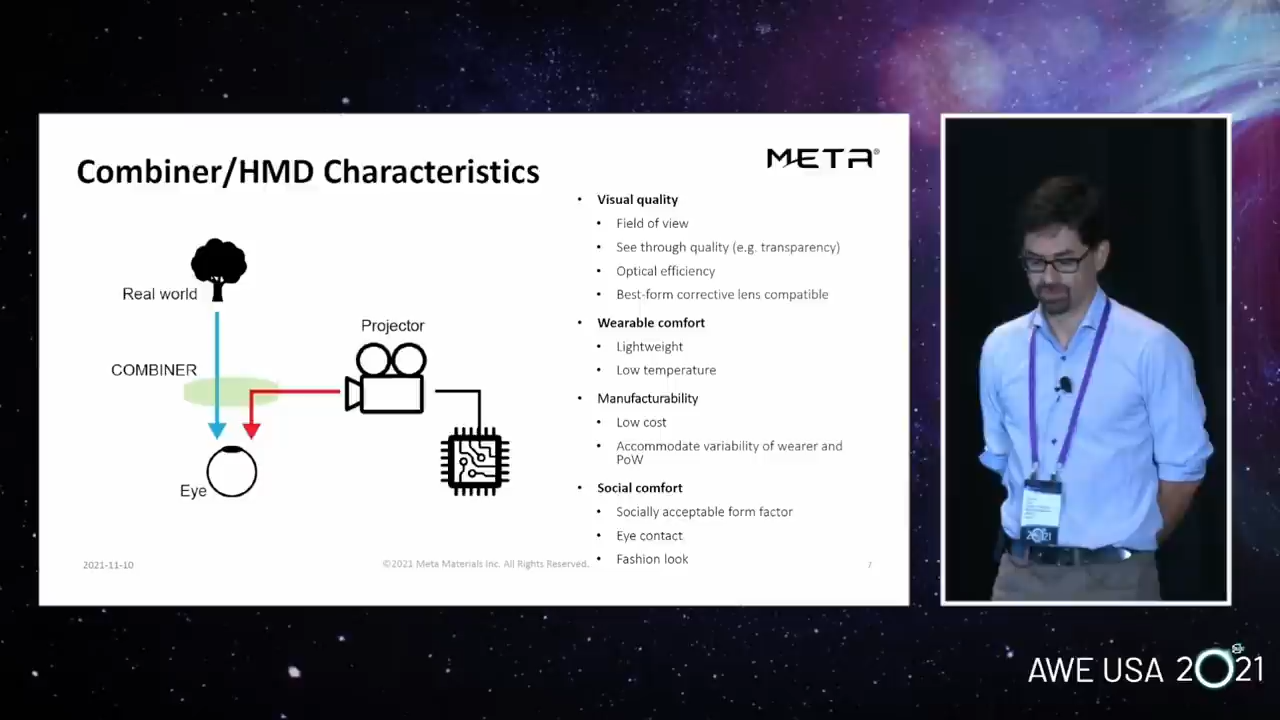 Combiner/HMD Characteristics
META®
Real world
COMBINER
Projector
Eye
• Visual quality
• Field of view
• See through quality (e.g. transparency)
• Optical efficiency
• Best-form corrective lens compatible
• Wearable comfort
• Lightweight
• Low temperature
• Manufacturability
• Low cost
• Accommodate variability of wearer and
PoW
• Social comfort
• Socially acceptable form factor
• Eye contact
• Fashion look
2021-11-10
©2021 Meta Materials Inc. All Rights Reserved.
7
2021
AWE USA 2021